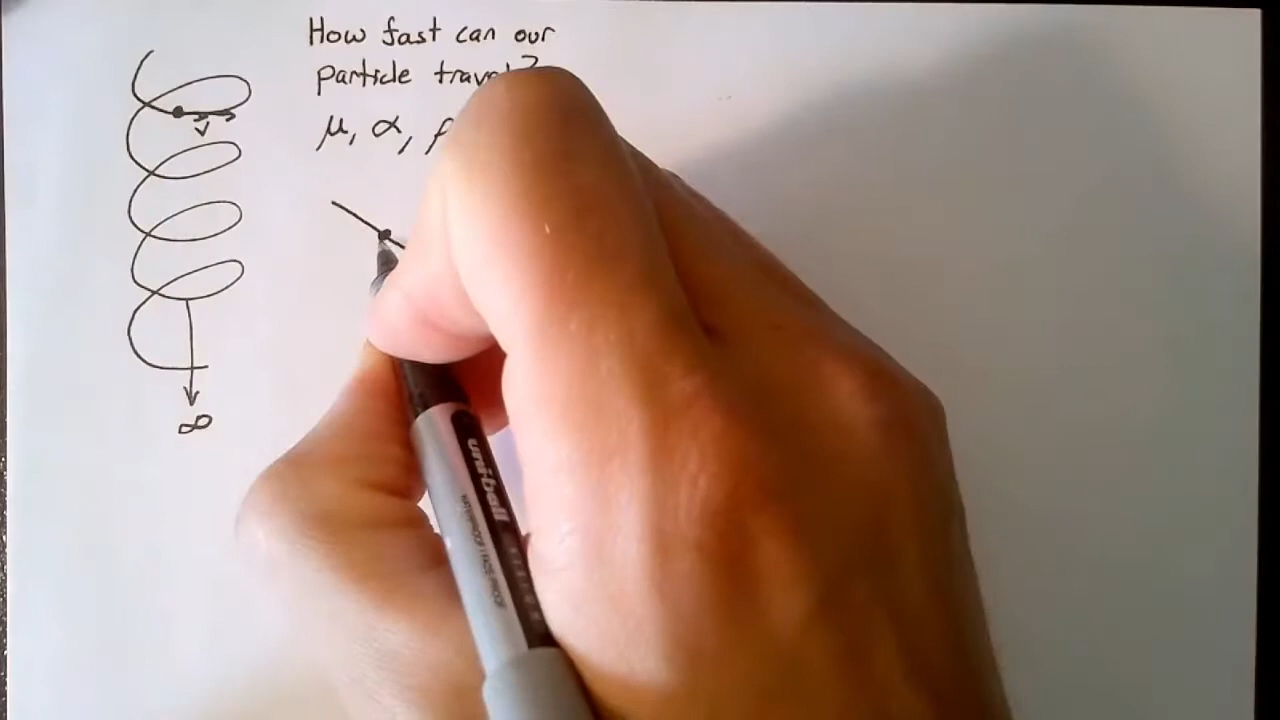 How fast can our
particle
μ, α,
v
∞
uni-ball